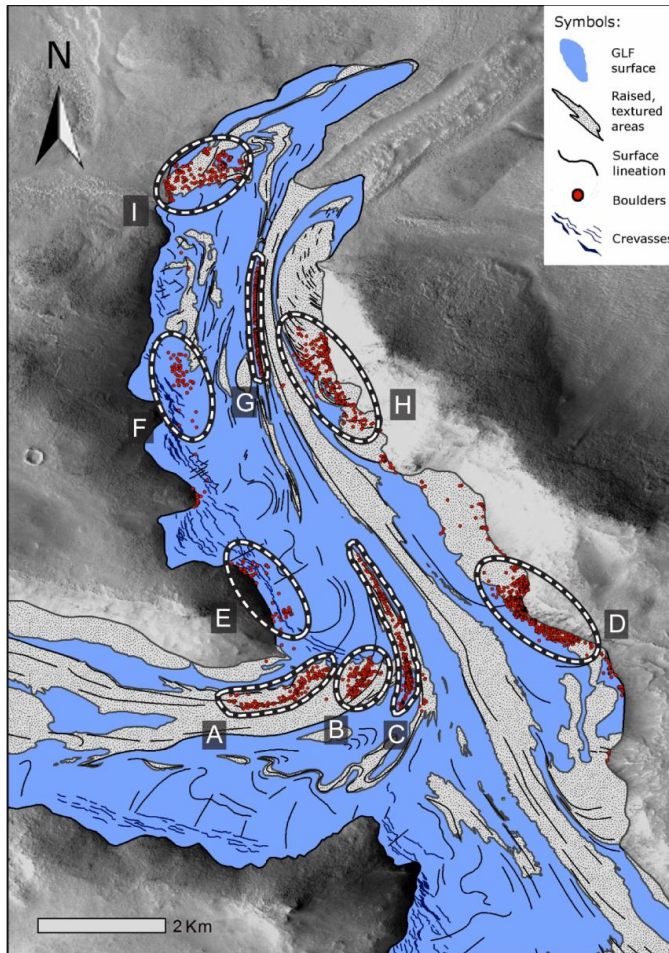 N
Symbols:
GLF
surface
Raised,
textured
areas
Surface
lineation
Boulders
Crevasses
I
G
H
F
E
D
A
B
C
2 Km